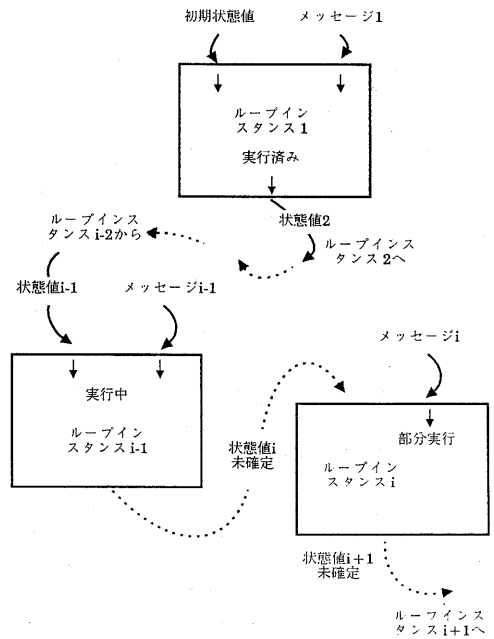 初期状態値
メッセージ1
ループイン
スタンス1
実行済み
状態値2
ループインス
タンス2へ
ループインス
タンスi-2から
状態値i-1
メッセージi-1
実行中
ループイン
スタンスi-1
メッセージi
部分実行
ループイン
スタンスi
状態値i
未確定
状態値i+1
未確定
ループインス
タンスi+1へ